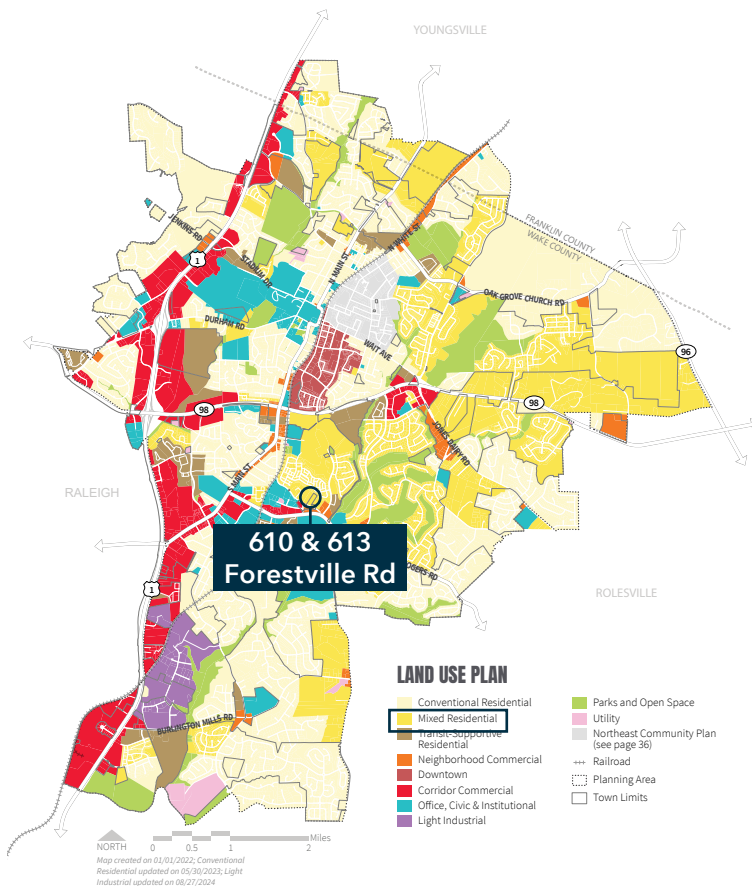 YOUNGSVILLE
FRANKLIN COUNTY
WAKE COUNTY
JENKINS RD
1
STADIUM DR
N MAIN ST
N WHITE ST
OAK GROVE CHURCH RD
DURHAM RD
WAIT AVE
96
98
98
JONES DAIRY RD
S MAIN ST
RALEIGH
610 & 613
Forestville Rd
OGERS RD
1
ROLESVILLE
BURLINGTON MILLS RD
LAND USE PLAN
Conventional Residential
Mixed Residential
Transit-Supportive
Residential
Neighborhood Commercial
Downtown
Corridor Commercial
Office, Civic & Institutional
Light Industrial
Parks and Open Space
Utility
Northeast Community Plan
(see page 36)
Railroad
Planning Area
Town Limits
NORTH
0 0.5 1 2 Miles
Map created on 01/01/2022; Conventional
Residential updated on 05/30/2023; Light
Industrial updated on 08/27/2024